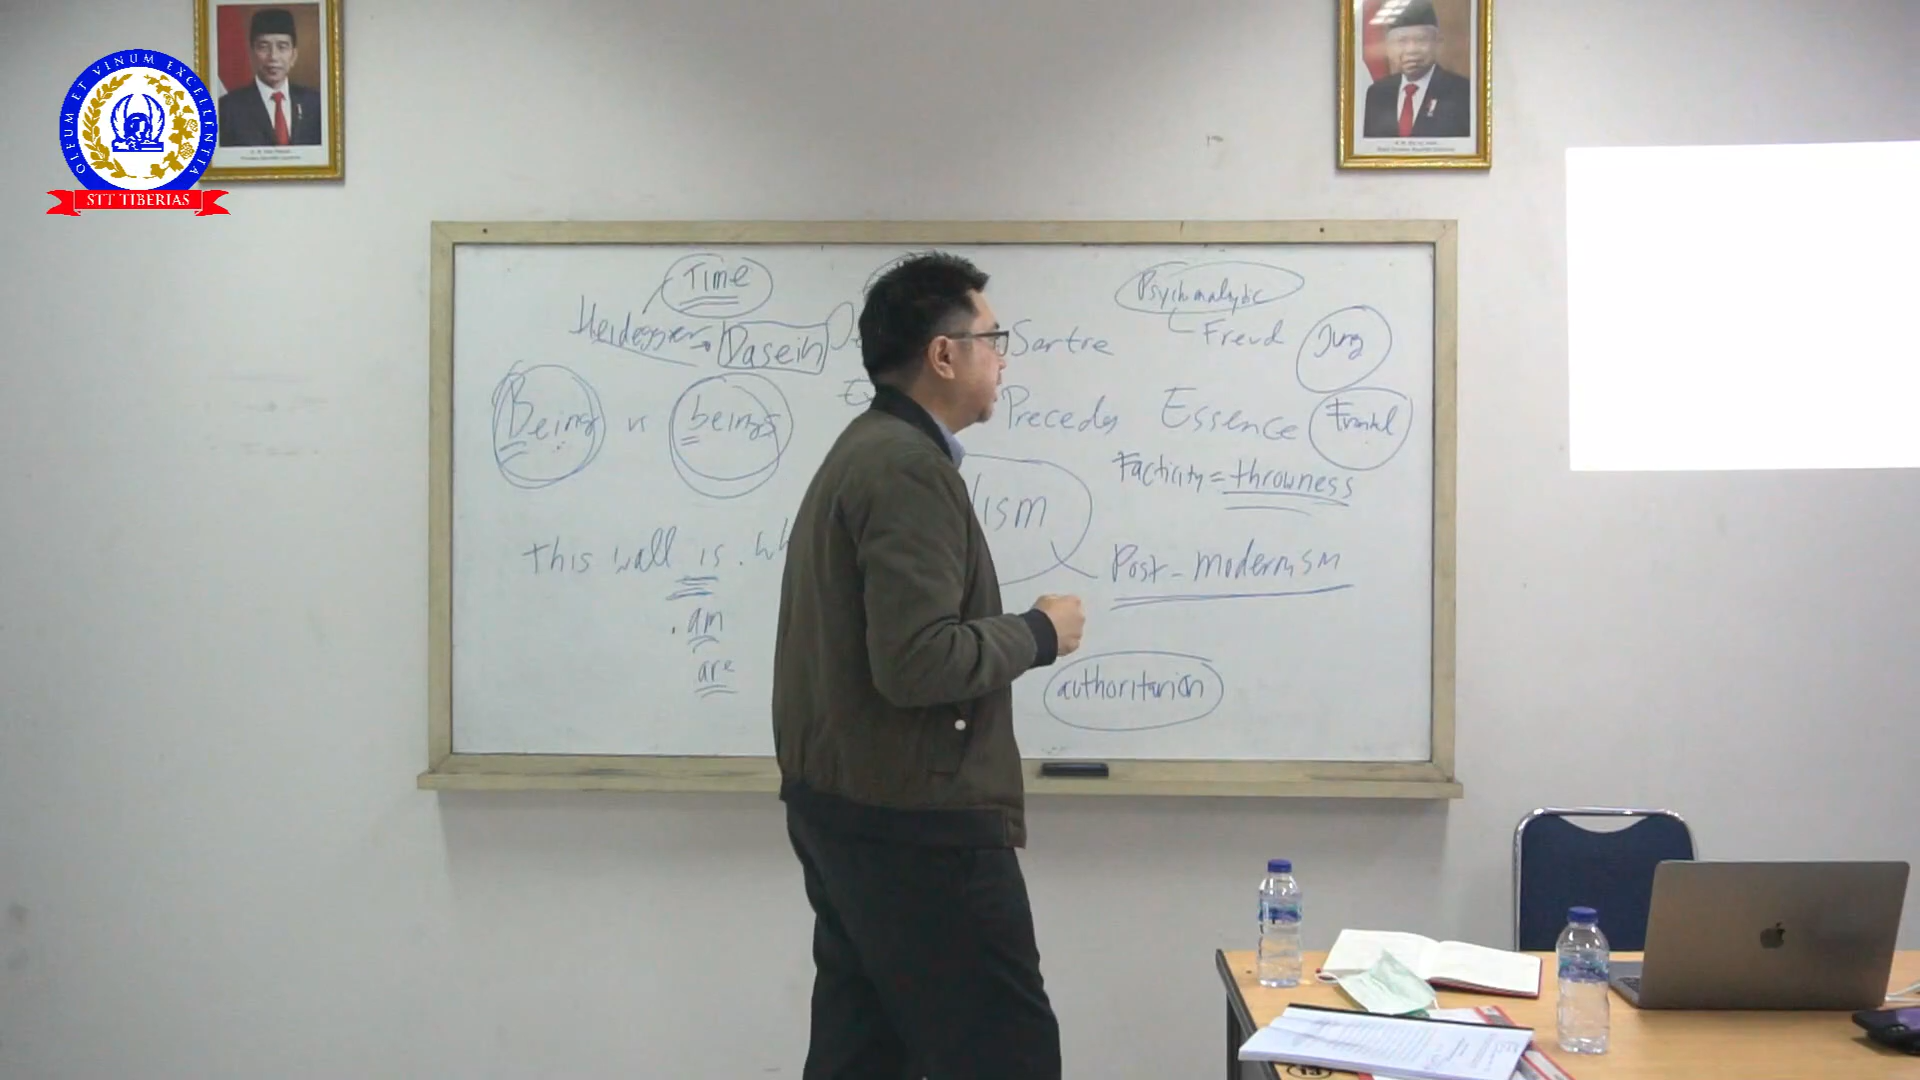 OLEUM ET VINUM EXCELLENTIA
STT TIBERIAS
Time
Psychoanalytic
Heidegger Dasein
Sartre
Freud
Jung
Being vs beings
Precedes Essence
Frankl
Facticity = throwness
ism
This wall is
Post-modernism
am
are
authoritarian